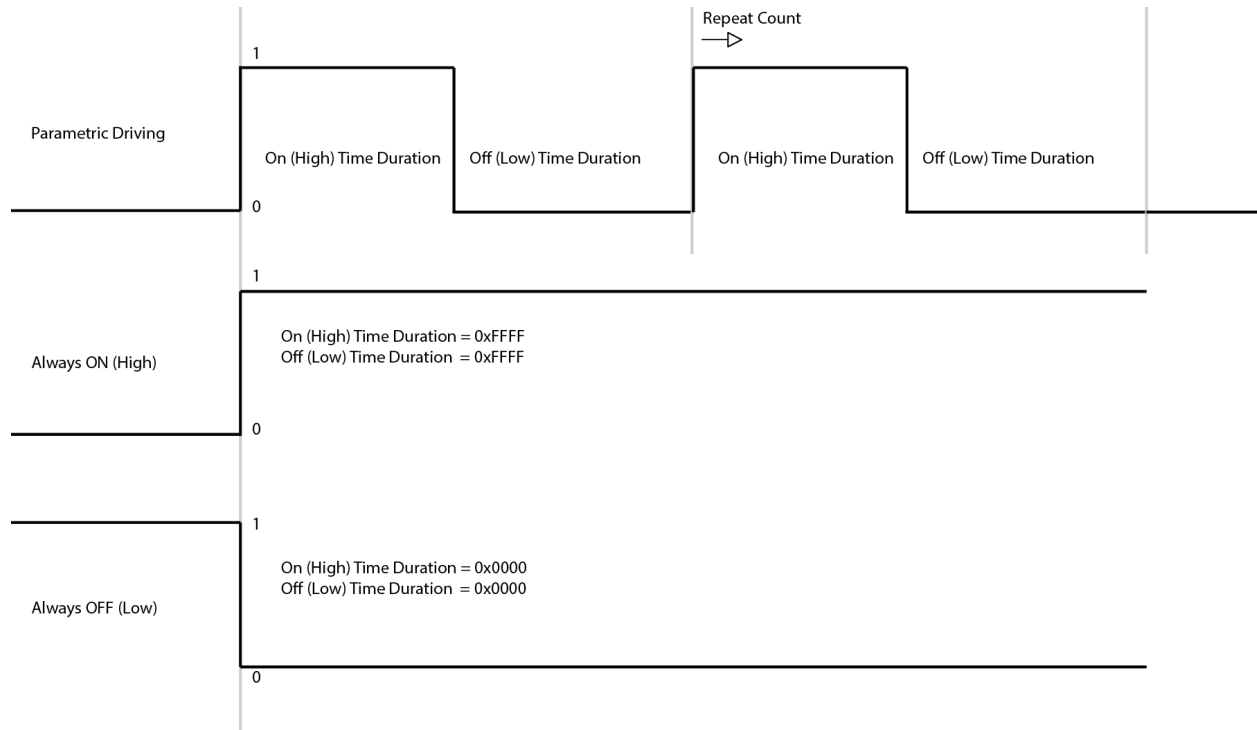 Repeat Count
1
Parametric Driving
On (High) Time Duration
Off (Low) Time Duration
On (High) Time Duration
Off (Low) Time Duration
0
1
On (High) Time Duration = 0xFFFF
Off (Low) Time Duration = 0xFFFF
Always ON (High)
0
1
On (High) Time Duration = 0x0000
Off (Low) Time Duration = 0x0000
Always OFF (Low)
0